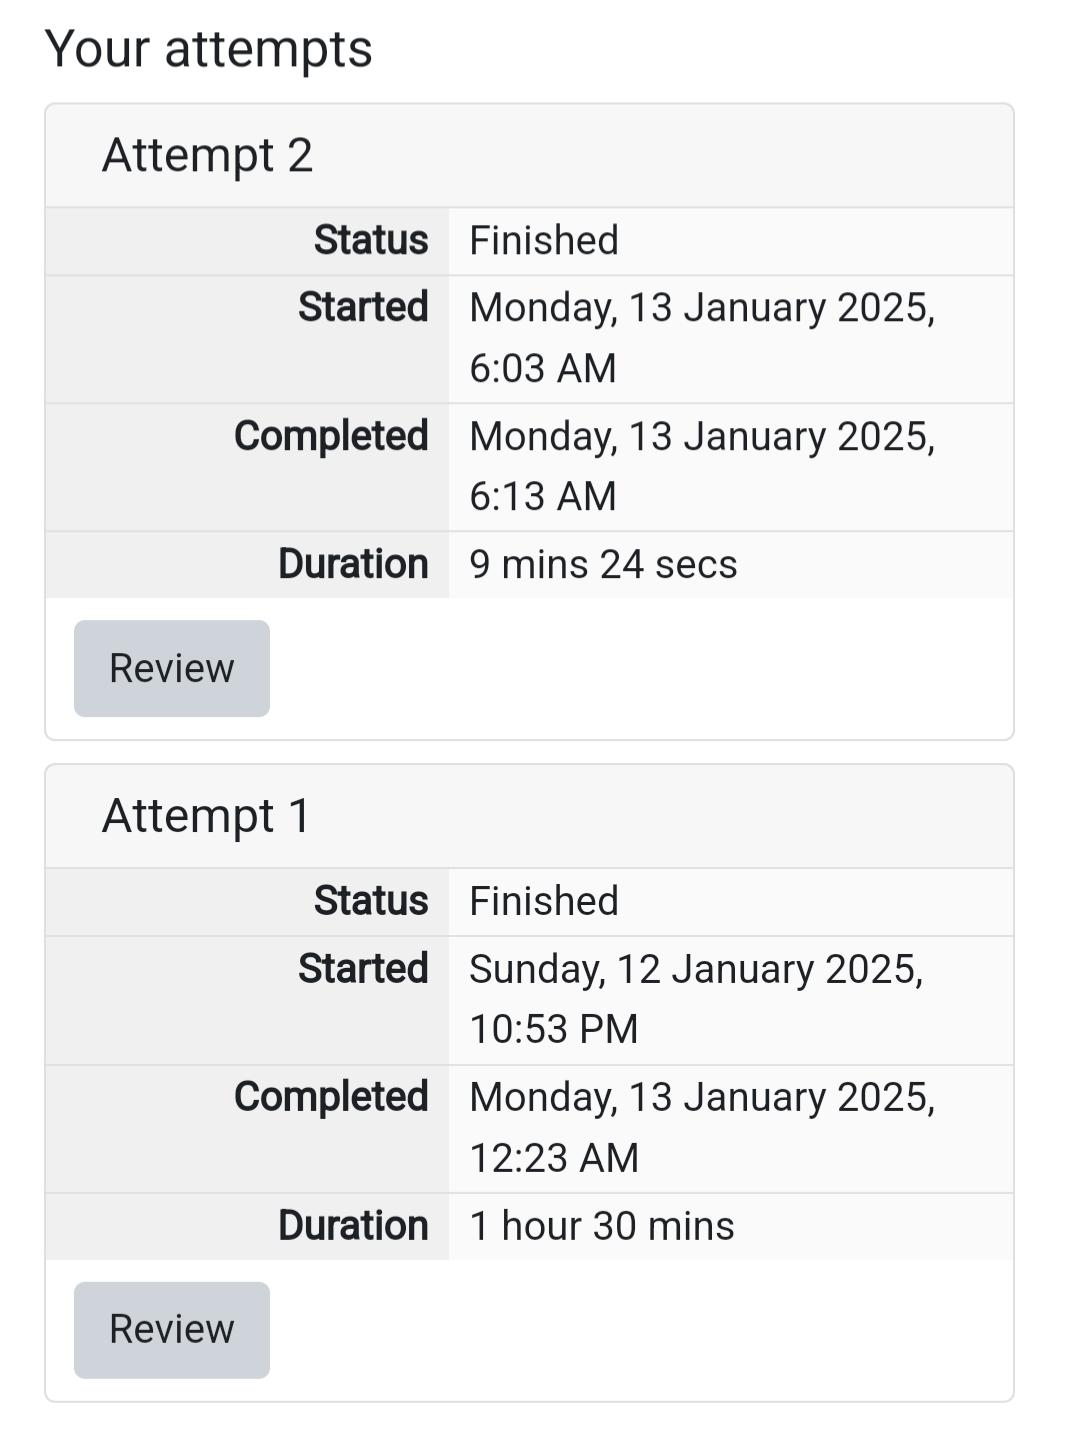 Your attempts
Attempt 2
Status Finished
Started Monday, 13 January 2025,
6:03 AM
Completed Monday, 13 January 2025,
6:13 AM
Duration 9 mins 24 secs
Review
Attempt 1
Status Finished
Started Sunday, 12 January 2025,
10:53 PM
Completed Monday, 13 January 2025,
12:23 AM
Duration 1 hour 30 mins
Review